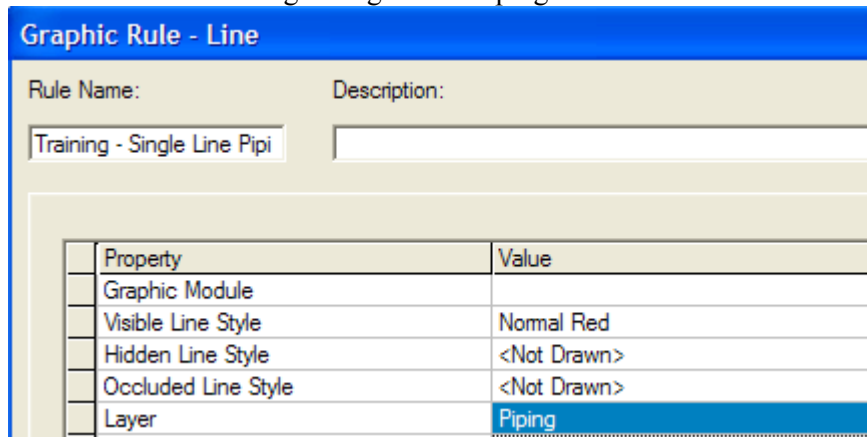 Graphic Rule - Line
Rule Name: Description:
Training - Single Line Pipi
Property Value
Graphic Module
Visible Line Style Normal Red
Hidden Line Style <Not Drawn>
Occluded Line Style <Not Drawn>
Layer Piping